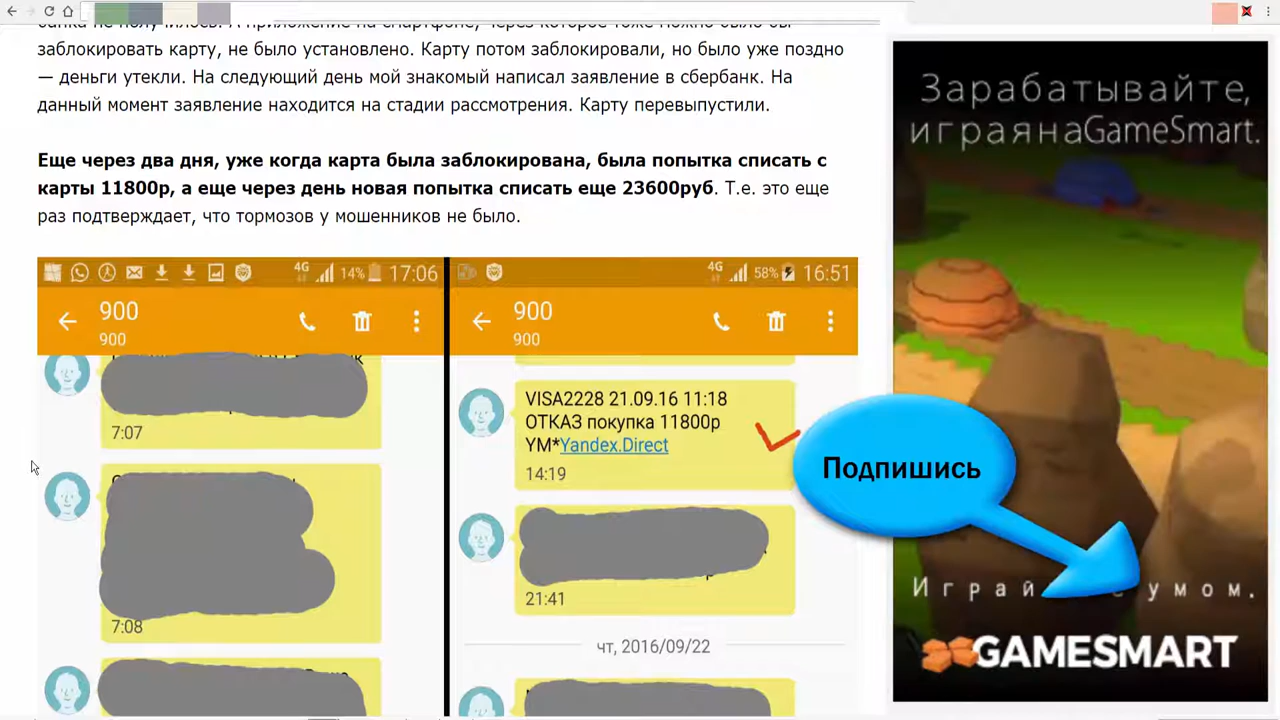 заблокировать карту, не было установлено. Карту потом заблокировали, но было уже поздно
— деньги утекли. На следующий день мой знакомый написал заявление в сбербанк. На
данный момент заявление находится на стадии рассмотрения. Карту перевыпустили.
Еще через два дня, уже когда карта была заблокирована, была попытка списать с
карты 11800р, а еще через день новая попытка списать еще 23600руб. Т.е. это еще
раз подтверждает, что тормозов у мошенников не было.
4G 14% 17:06
900
900
7:07
7:08
4G 58% 16:51
900
900
VISA2228 21.09.16 11:18
ОТКАЗ покупка 11800р
YM*Yandex.Direct
14:19
21:41
чт, 2016/09/22
Зарабатывайте,
играянаGameSmart.
Подпишись
Играй умом.
GAMESMART